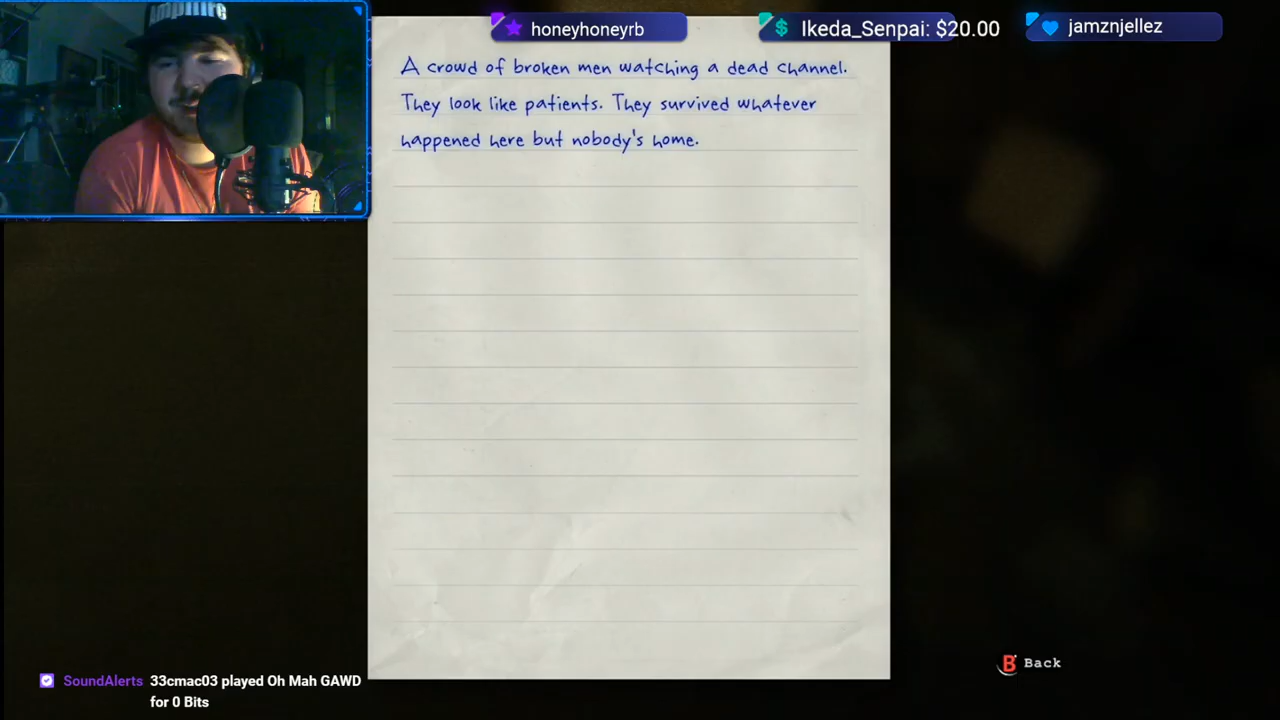 AMPHIRE
honeyhoneyrb
Ikeda_Senpai: $20.00
jamznjellez
A crowd of broken men watching a dead channel.
They look like patients. They survived whatever
happened here but nobody's home.
B Back
SoundAlerts 33cmac03 played Oh Mah GAWD
for 0 Bits